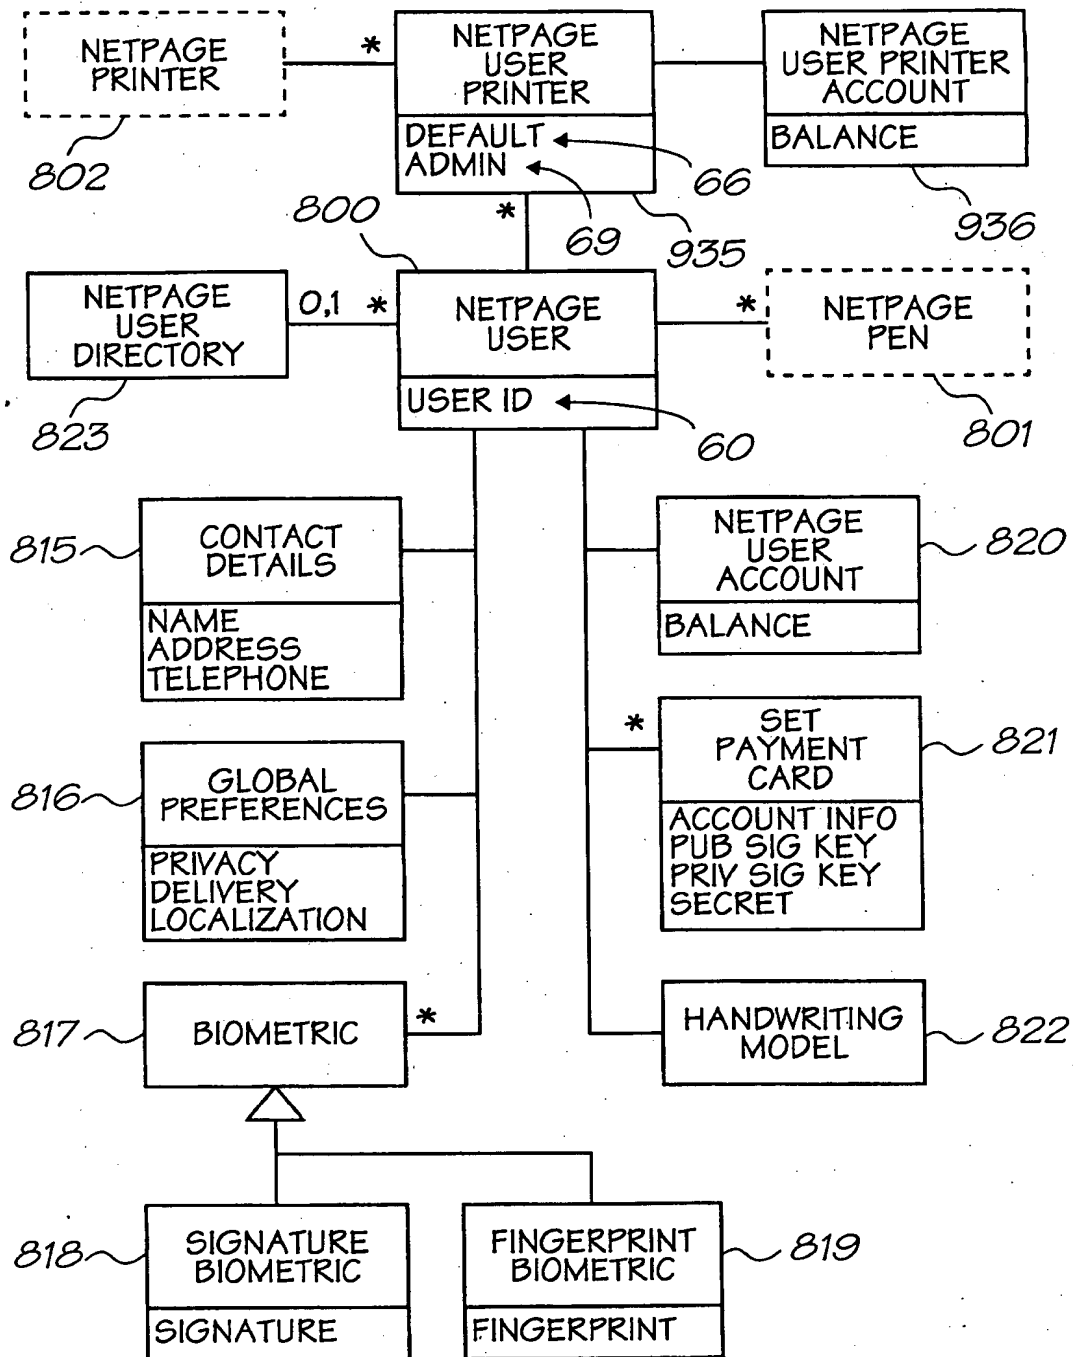 NETPAGE
PRINTER
802
*
NETPAGE
USER
PRINTER
DEFAULT
ADMIN
66
69
935
*
NETPAGE
USER PRINTER
ACCOUNT
BALANCE
936
800
NETPAGE
USER
DIRECTORY
823
0,1
*
NETPAGE
USER
USER ID
60
*
NETPAGE
PEN
801
815
CONTACT
DETAILS
NAME
ADDRESS
TELEPHONE
NETPAGE
USER
ACCOUNT
BALANCE
820
816
GLOBAL
PREFERENCES
PRIVACY
DELIVERY
LOCALIZATION
*
SET
PAYMENT
CARD
ACCOUNT INFO
PUB SIG KEY
PRIV SIG KEY
SECRET
821
817
BIOMETRIC
*
HANDWRITING
MODEL
822
818
SIGNATURE
BIOMETRIC
SIGNATURE
FINGERPRINT
BIOMETRIC
FINGERPRINT
819